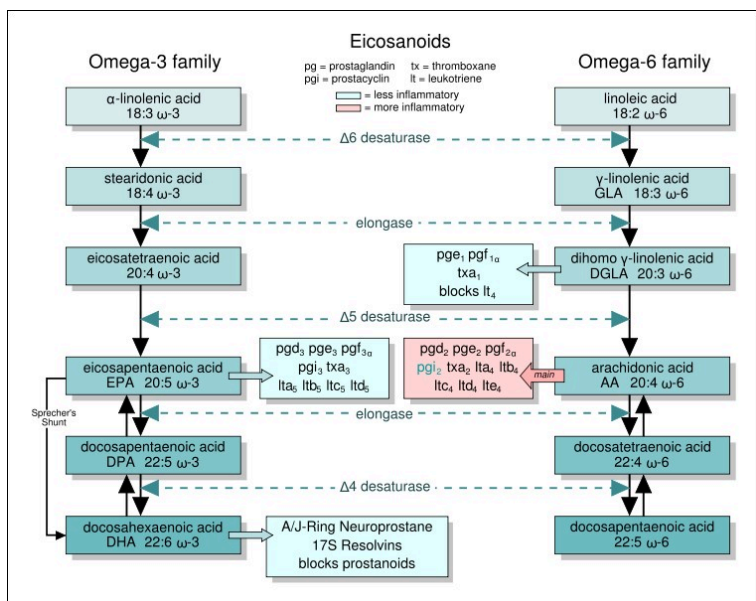 Eicosanoids
Omega-3 family
Omega-6 family
pg = prostaglandin tx = thromboxane
pgi = prostacyclin lt = leukotriene
= less inflammatory
= more inflammatory
α-linolenic acid
18:3 ω-3
linoleic acid
18:2 ω-6
Δ6 desaturase
stearidonic acid
18:4 ω-3
γ-linolenic acid
GLA 18:3 ω-6
elongase
eicosatetraenoic acid
20:4 ω-3
pge₁ pgf₁α
txa₁
blocks lt₄
dihomo γ-linolenic acid
DGLA 20:3 ω-6
Δ5 desaturase
eicosapentaenoic acid
EPA 20:5 ω-3
pgd₃ pge₃ pgf₃α
pgi₃ txa₃
lta₅ ltb₅ ltc₅ ltd₅
pgd₂ pge₂ pgf₂α
pgi₂ txa₂ lta₄ ltb₄
ltc₄ ltd₄ lte₄
main
arachidonic acid
AA 20:4 ω-6
Sprecher's
Shunt
elongase
docosapentaenoic acid
DPA 22:5 ω-3
docosatetraenoic acid
22:4 ω-6
Δ4 desaturase
docosahexaenoic acid
DHA 22:6 ω-3
A/J-Ring Neuroprostane
17S Resolvins
blocks prostanoids
docosapentaenoic acid
22:5 ω-6